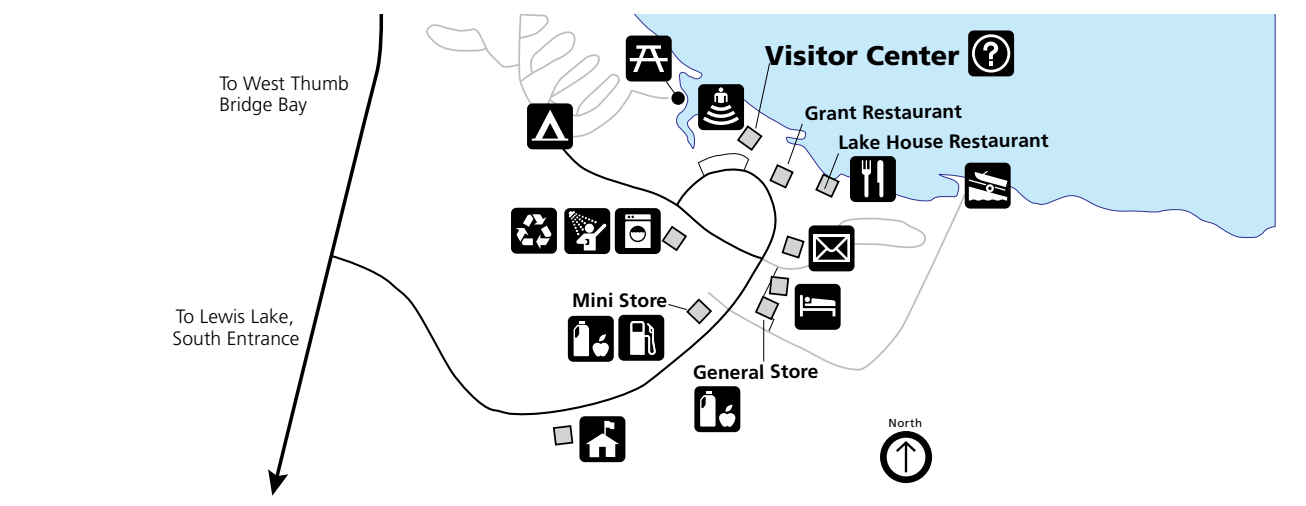 To West Thumb
Bridge Bay
Visitor Center
?
Grant Restaurant
Lake House Restaurant
To Lewis Lake,
South Entrance
Mini Store
General Store
North